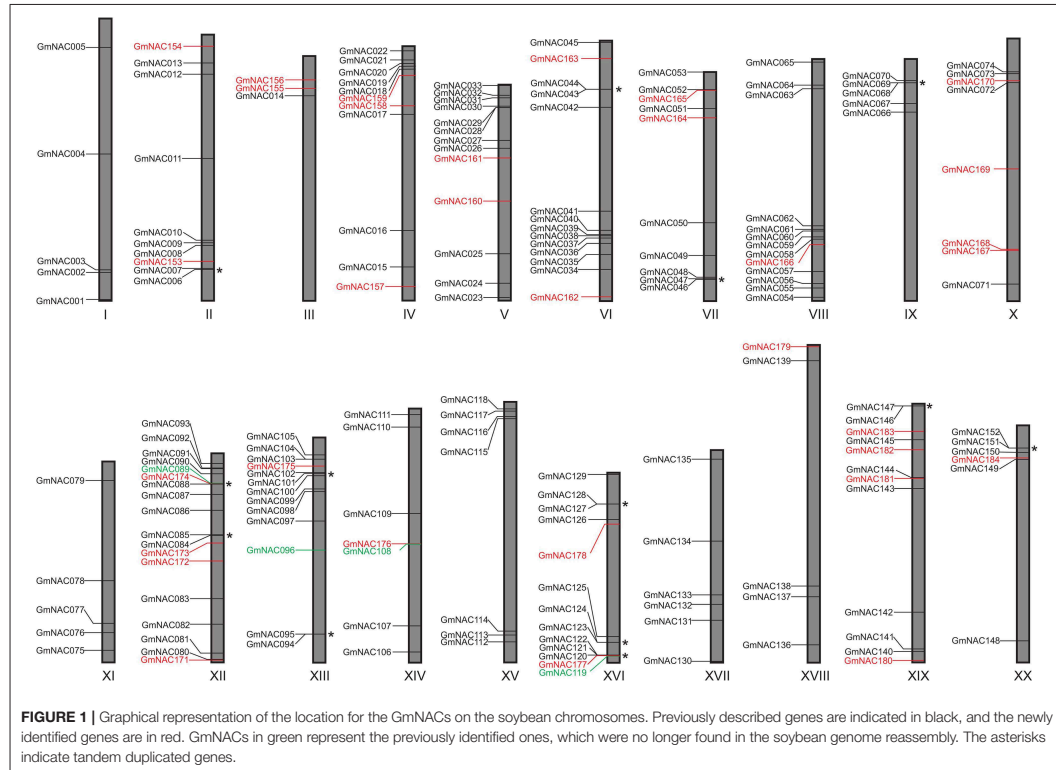 GmNAC005
GmNAC004
GmNAC003
GmNAC002
GmNAC001
I
GmNAC154
GmNAC013
GmNAC012
GmNAC011
GmNAC010
GmNAC009
GmNAC008
GmNAC153
GmNAC007
GmNAC006
*
II
GmNAC156
GmNAC155
GmNAC014
III
GmNAC022
GmNAC021
GmNAC020
GmNAC019
GmNAC018
GmNAC159
GmNAC158
GmNAC017
GmNAC016
GmNAC015
GmNAC157
IV
GmNAC033
GmNAC032
GmNAC031
GmNAC030
GmNAC029
GmNAC028
GmNAC027
GmNAC026
GmNAC161
GmNAC160
GmNAC025
GmNAC024
GmNAC023
V
GmNAC045
GmNAC163
GmNAC044
GmNAC043
*
GmNAC042
GmNAC041
GmNAC040
GmNAC039
GmNAC038
GmNAC037
GmNAC036
GmNAC035
GmNAC034
GmNAC162
VI
GmNAC053
GmNAC052
GmNAC165
GmNAC051
GmNAC164
GmNAC050
GmNAC049
GmNAC048
GmNAC047
GmNAC046
*
VII
GmNAC065
GmNAC064
GmNAC063
GmNAC062
GmNAC061
GmNAC060
GmNAC059
GmNAC058
GmNAC166
GmNAC057
GmNAC056
GmNAC055
GmNAC054
VIII
GmNAC070
GmNAC069
GmNAC068
*
GmNAC067
GmNAC066
IX
GmNAC074
GmNAC073
GmNAC170
GmNAC072
GmNAC169
GmNAC168
GmNAC167
GmNAC071
X
GmNAC079
GmNAC078
GmNAC077
GmNAC076
GmNAC075
XI
GmNAC093
GmNAC092
GmNAC091
GmNAC090
GmNAC089
GmNAC174
GmNAC088
*
GmNAC087
GmNAC086
GmNAC085
*
GmNAC084
GmNAC173
GmNAC172
GmNAC083
GmNAC082
GmNAC081
GmNAC080
GmNAC171
XII
GmNAC105
GmNAC104
GmNAC103
GmNAC175
GmNAC102
*
GmNAC101
GmNAC100
GmNAC099
GmNAC098
GmNAC097
GmNAC096
GmNAC095
*
GmNAC094
XIII
GmNAC111
GmNAC110
GmNAC109
GmNAC176
GmNAC108
GmNAC107
GmNAC106
XIV
GmNAC118
GmNAC117
GmNAC116
GmNAC115
GmNAC114
GmNAC113
GmNAC112
XV
GmNAC129
GmNAC128
GmNAC127
*
GmNAC126
GmNAC178
GmNAC125
GmNAC124
GmNAC123
GmNAC122
*
GmNAC121
GmNAC120
*
GmNAC177
GmNAC119
XVI
GmNAC135
GmNAC134
GmNAC133
GmNAC132
GmNAC131
GmNAC130
XVII
GmNAC179
GmNAC139
GmNAC138
GmNAC137
GmNAC136
XVIII
GmNAC147
*
GmNAC146
GmNAC183
GmNAC145
GmNAC182
GmNAC144
GmNAC181
GmNAC143
GmNAC142
GmNAC141
GmNAC140
GmNAC180
XIX
GmNAC152
GmNAC151
*
GmNAC150
GmNAC184
GmNAC149
GmNAC148
XX
FIGURE 1 | Graphical representation of the location for the GmNACs on the soybean chromosomes. Previously described genes are indicated in black, and the newly
identified genes are in red. GmNACs in green represent the previously identified ones, which were no longer found in the soybean genome reassembly. The asterisks
indicate tandem duplicated genes.